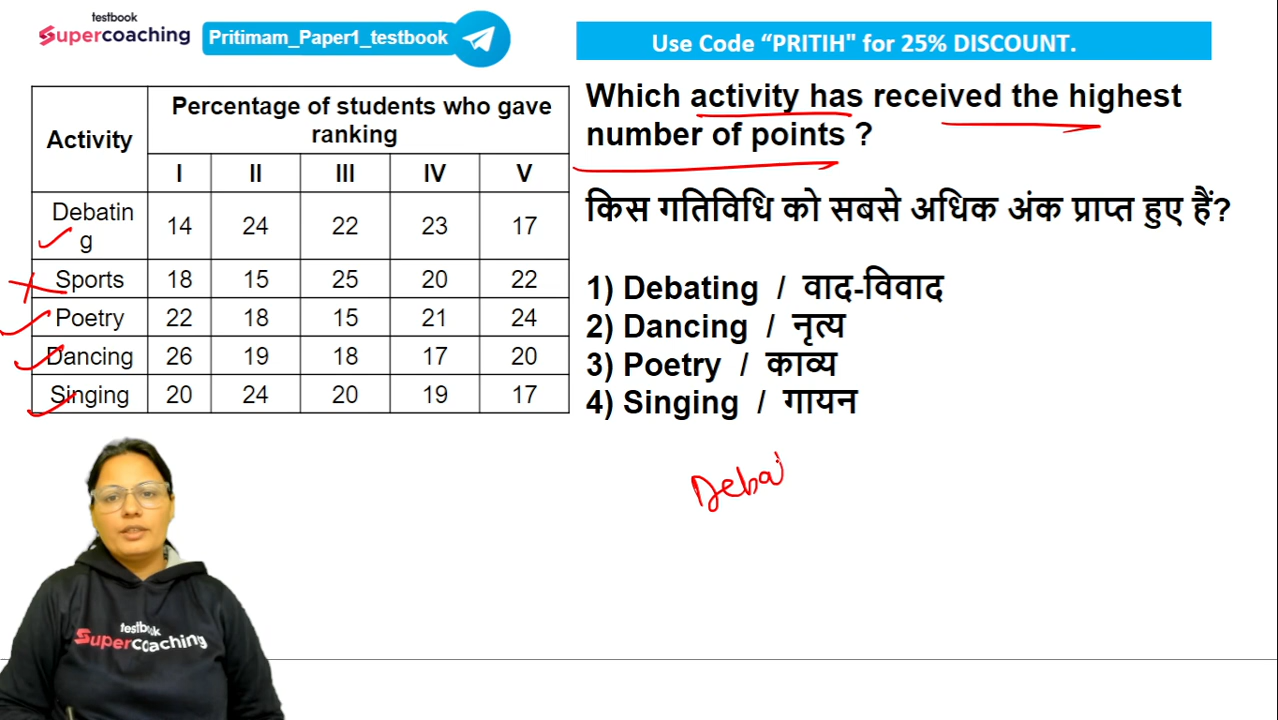 testbook
Supercoaching
Pritimam_Paper1_testbook
Use Code “PRITIH" for 25% DISCOUNT.
Activity
Percentage of students who gave
ranking
I II III IV V
Debatin
g
14 24 22 23 17
Sports 18 15 25 20 22
Poetry 22 18 15 21 24
Dancing 26 19 18 17 20
Singing 20 24 20 19 17
Which activity has received the highest
number of points ?
किस गतिविधि को सबसे अधिक अंक प्राप्त हुए हैं?
1) Debating / वाद-विवाद
2) Dancing / नृत्य
3) Poetry / काव्य
4) Singing / गायन
Deba
testbook
Supercoaching